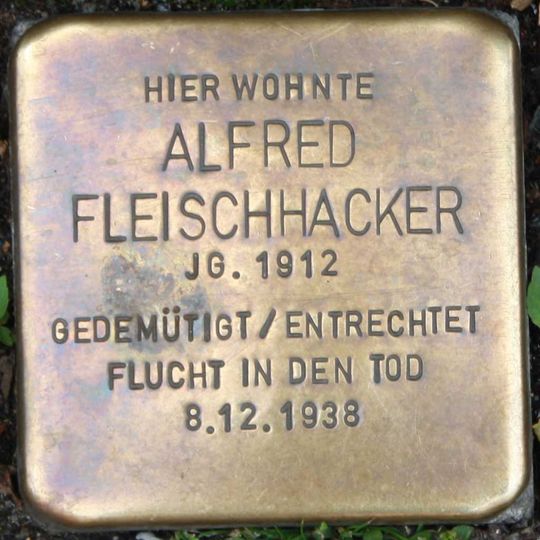 HIER WOHNTE
ALFRED
FLEISCHHACKER
JG. 1912
GEDEMÜTIGT / ENTRECHTET
FLUCHT IN DEN TOD
8.12.1938